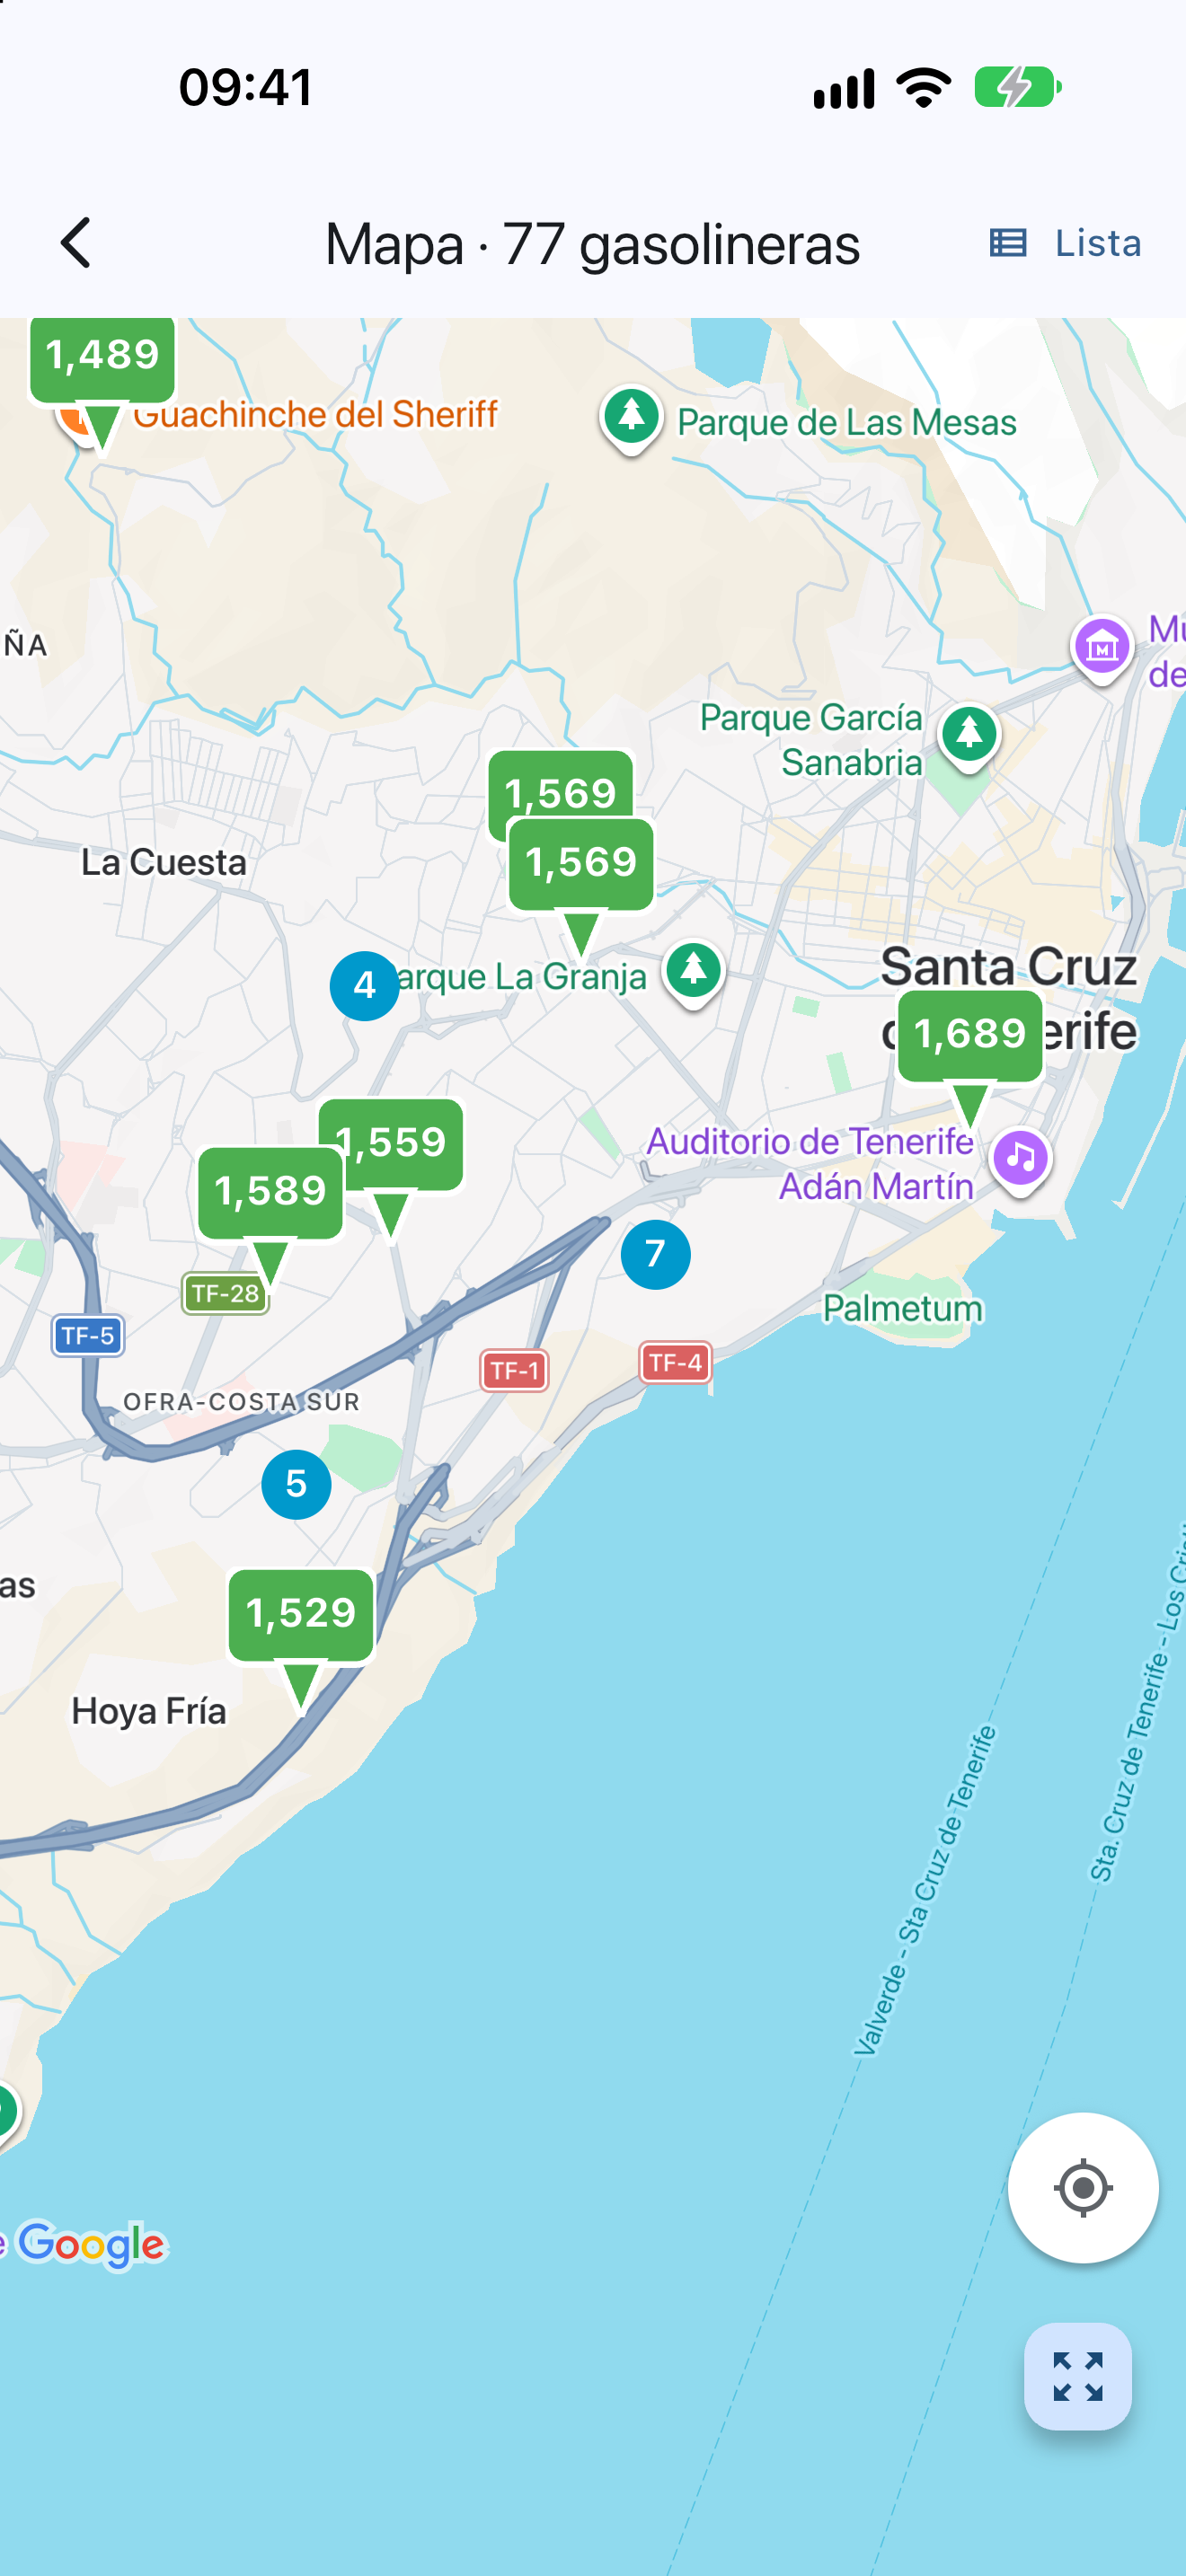 09:41
Mapa · 77 gasolineras
Lista
1,489
Guachinche del Sheriff
Parque de Las Mesas
ÑA
Mu
de
Parque García
Sanabria
1,569
1,569
La Cuesta
4
arque La Granja
Santa Cruz
erife
1,689
1,559
1,589
Auditorio de Tenerife
Adán Martín
7
TF-28
TF-5
Palmetum
TF-1
TF-4
OFRA-COSTA SUR
5
as
1,529
Hoya Fría
Valverde - Sta Cruz de Tenerife
Sta. Cruz de Tenerife - Los Cristi
Google